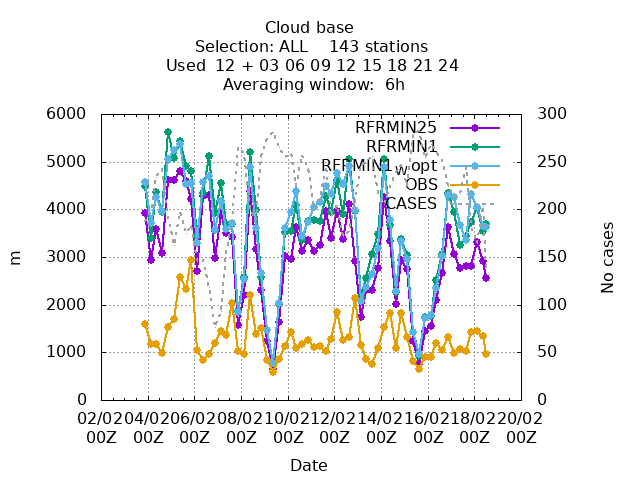 Cloud base
Selection: ALL    143 stations
Used  12 + 03 06 09 12 15 18 21 24
Averaging window:  6h
RFRMIN25
RFRMIN1
RFRMIN1w opt
OBS
CASES
6000
5000
4000
3000
2000
1000
0
300
250
200
150
100
50
0
m
No cases
02/02 04/02 06/02 08/02 10/02 12/02 14/02 16/02 18/02 20/02
00Z 00Z 00Z 00Z 00Z 00Z 00Z 00Z 00Z 00Z
Date